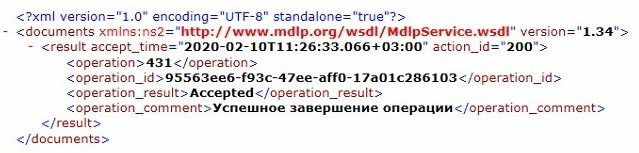 <?xml version="1.0" encoding="UTF-8" standalone="true"?>
- <documents xmlns:ns2="http://www.mdlp.org/wsdl/MdlpService.wsdl" version="1.34">
- <result accept_time="2020-02-10T11:26:33.066+03:00" action_id="200">
<operation>431</operation>
<operation_id>95563ee6-f93c-47ee-aff0-17a01c286103</operation_id>
<operation_result>Accepted</operation_result>
<operation_comment>Успешное завершение операции</operation_comment>
</result>
</documents>